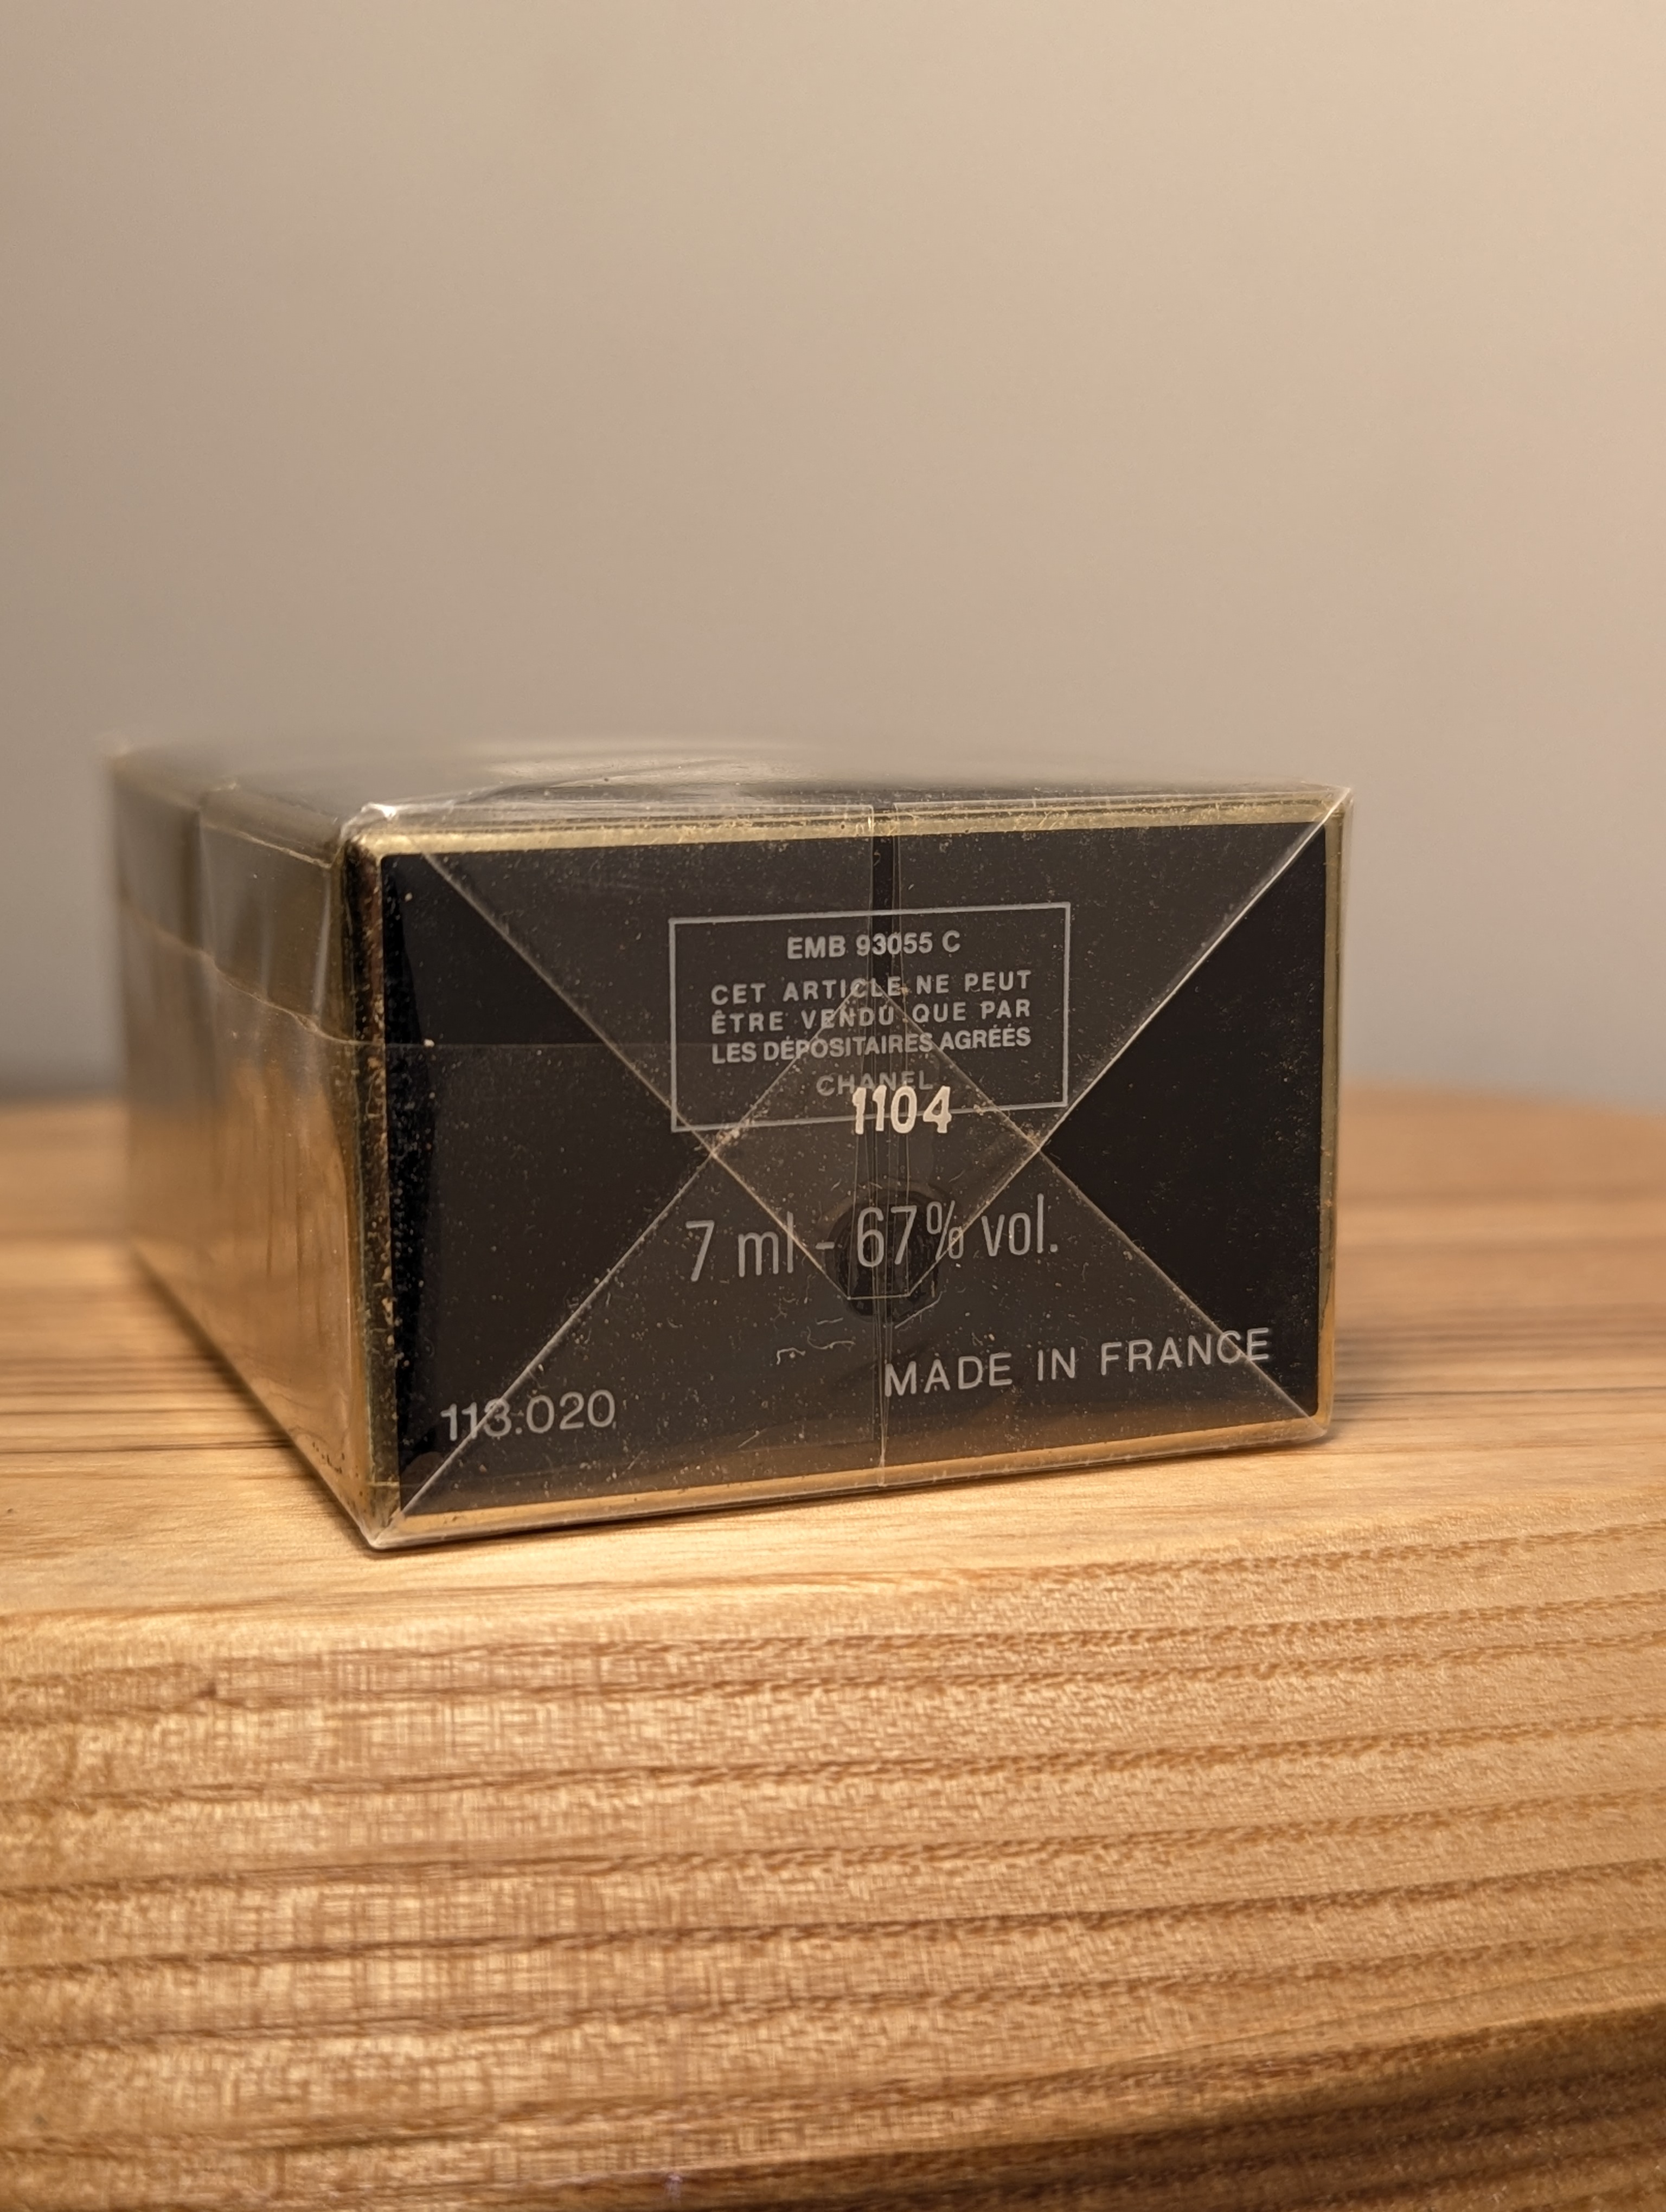 EMB 93055 C
CET ARTICLE NE PEUT
ÊTRE VENDU QUE PAR
LES DÉPOSITAIRES AGRÉÉS
CHANEL
1104
7 ml - 67% vol.
MADE IN FRANCE
113.020